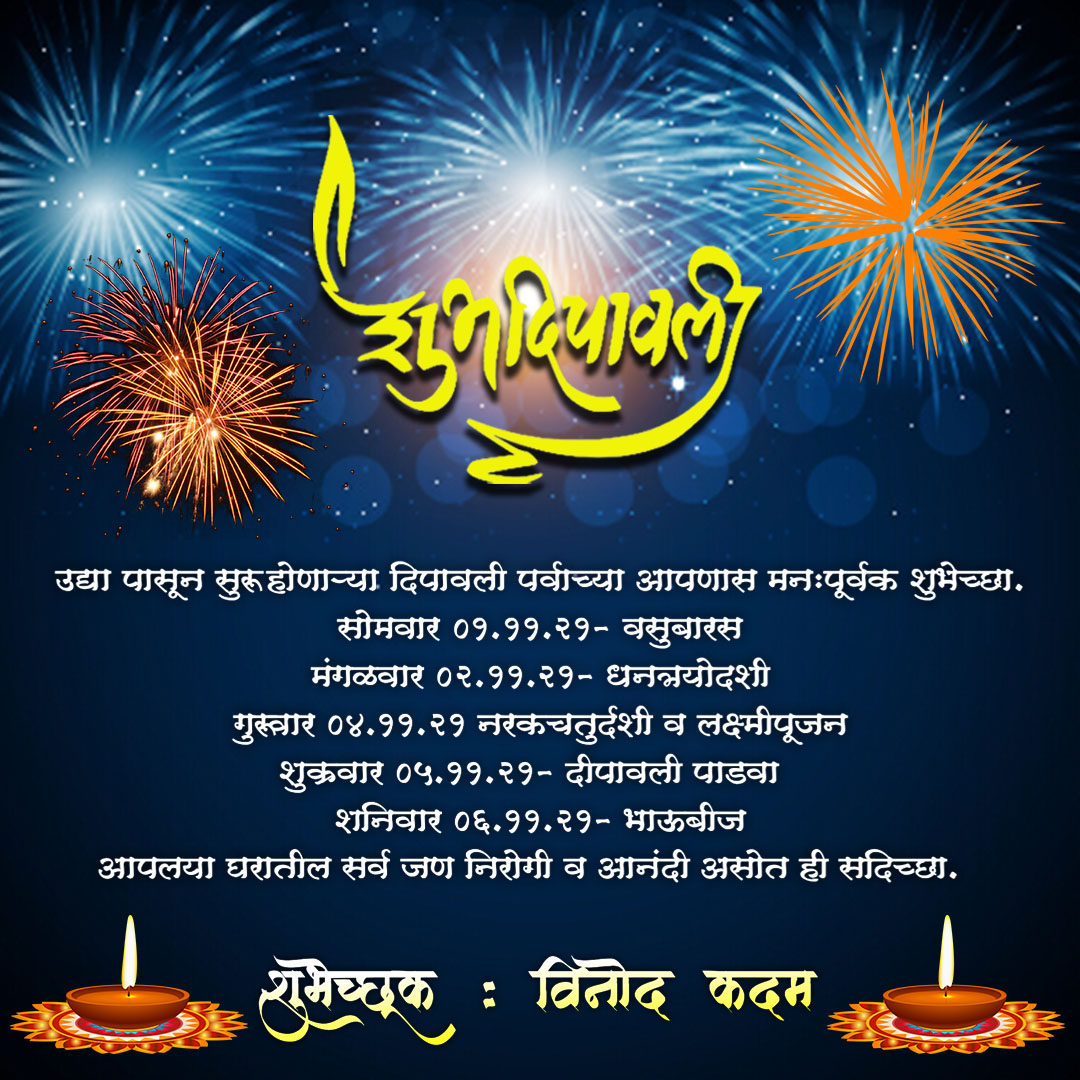 शुभ दिपावली
उद्या पासून सुरू होणाऱ्या दिपावली पर्वाच्या आपणास मनःपूर्वक शुभेच्छा.
सोमवार ०१.११.२१- वसुबारस
मंगळवार ०२.११.२१- धनत्रयोदशी
गुरूवार ०४.११.२१ नरकचतुर्दशी व लक्ष्मीपूजन
शुक्रवार ०५.११.२१- दीपावली पाडवा
शनिवार ०६.११.२१- भाऊबीज
आपलया घरातील सर्व जण निरोगी व आनंदी असोत ही सदिच्छा.
शुभेच्छूक : विनोद कदम